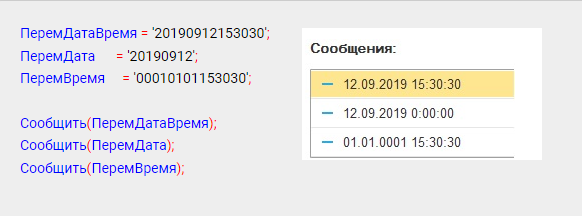 ПеремДатаВремя = '20190912153030';
ПеремДата = '20190912';
ПеремВремя = '00010101153030';
Сообщить(ПеремДатаВремя);
Сообщить(ПеремДата);
Сообщить(ПеремВремя);
Сообщения:
12.09.2019 15:30:30
12.09.2019 0:00:00
01.01.0001 15:30:30